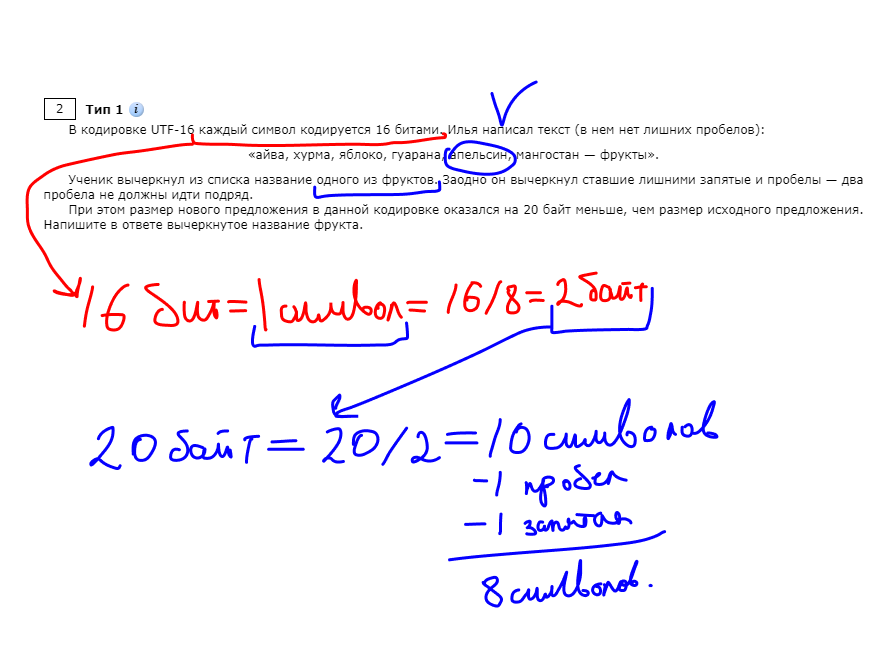 2 Тип 1 i
В кодировке UTF-16 каждый символ кодируется 16 битами. Илья написал текст (в нем нет лишних пробелов):
«айва, хурма, яблоко, гуарана, апельсин, мангостан — фрукты».
Ученик вычеркнул из списка название одного из фруктов. Заодно он вычеркнул ставшие лишними запятые и пробелы — два
пробела не должны идти подряд.
При этом размер нового предложения в данной кодировке оказался на 20 байт меньше, чем размер исходного предложения.
Напишите в ответе вычеркнутое название фрукта.
16 бит = 1 символ = 16/8 = 2 байт
20 байт = 20/2 = 10 символов
-1 пробел
-1 запятая
8 символов.